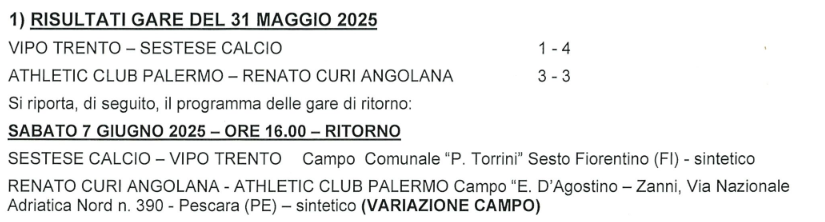 1) RISULTATI GARE DEL 31 MAGGIO 2025
VIPO TRENTO – SESTESE CALCIO 1 - 4
ATHLETIC CLUB PALERMO – RENATO CURI ANGOLANA 3 - 3
Si riporta, di seguito, il programma delle gare di ritorno:
SABATO 7 GIUGNO 2025 – ORE 16.00 – RITORNO
SESTESE CALCIO – VIPO TRENTO Campo Comunale “P. Torrini” Sesto Fiorentino (FI) - sintetico
RENATO CURI ANGOLANA - ATHLETIC CLUB PALERMO Campo “E. D’Agostino – Zanni, Via Nazionale
Adriatica Nord n. 390 - Pescara (PE) – sintetico (VARIAZIONE CAMPO)